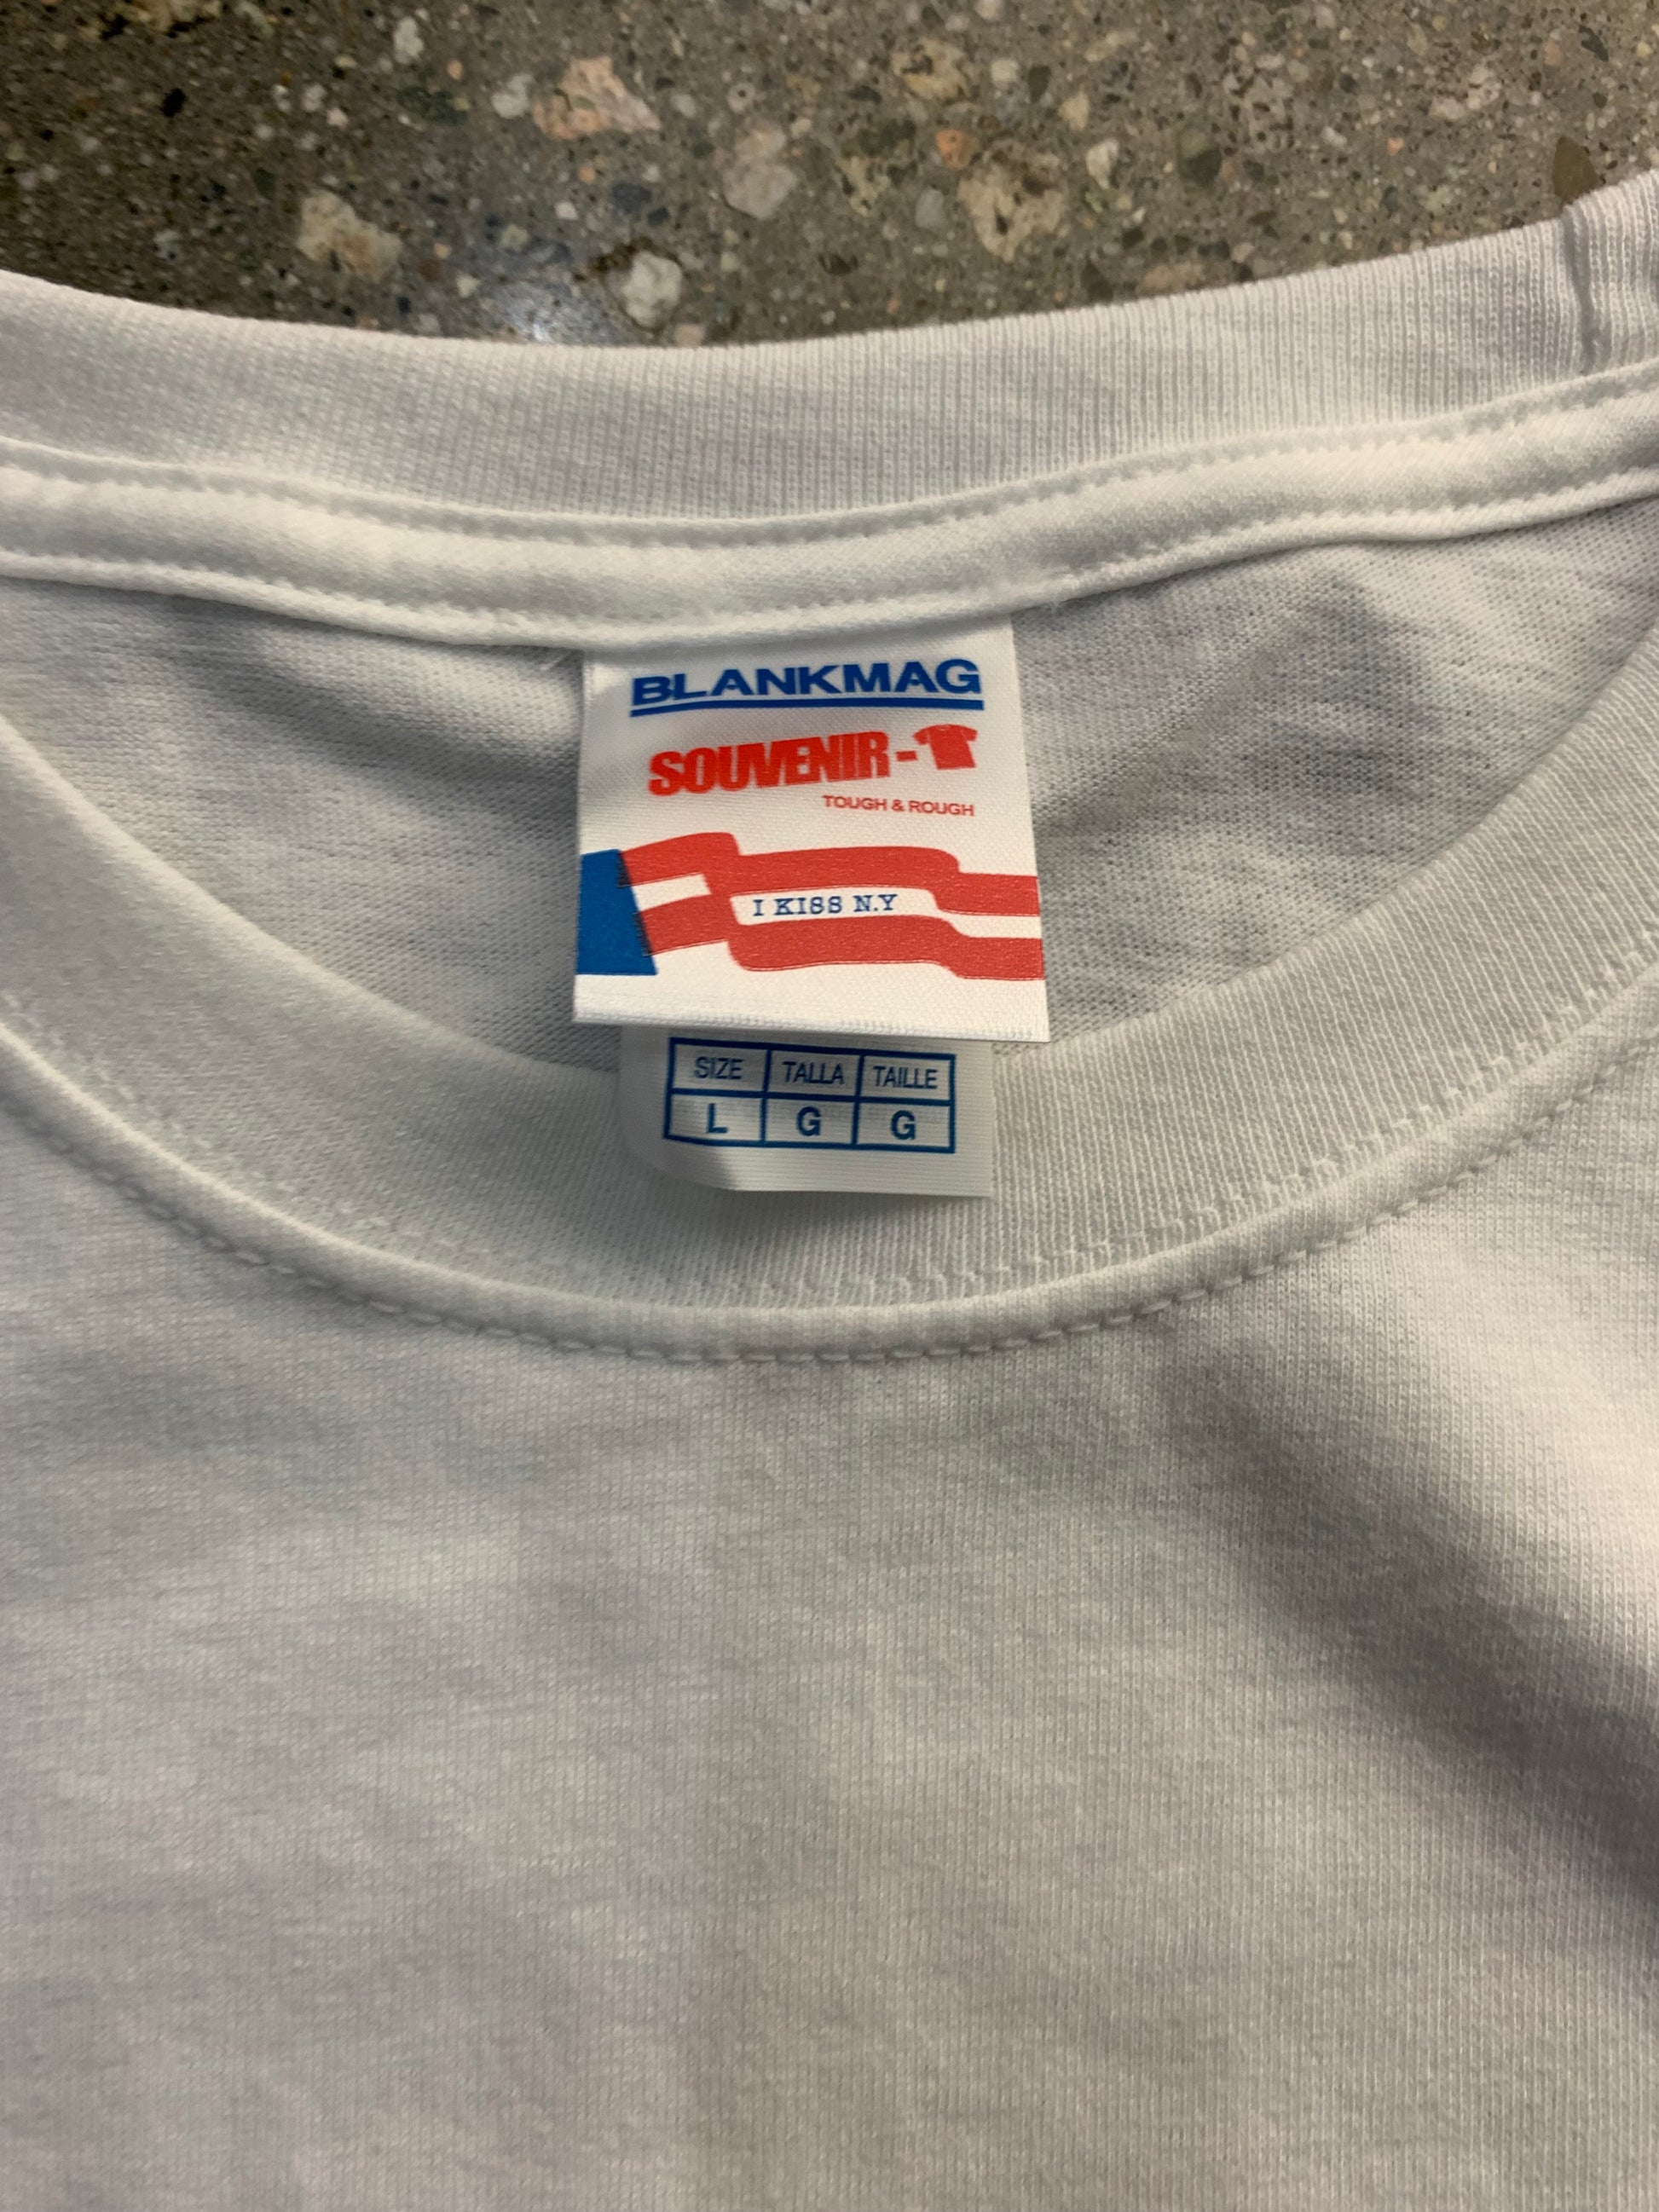 BLANKMAG
SOUVENIR-
TOUGH & ROUGH
I KISS N.Y
SIZE TALLA TAILLE
L G G